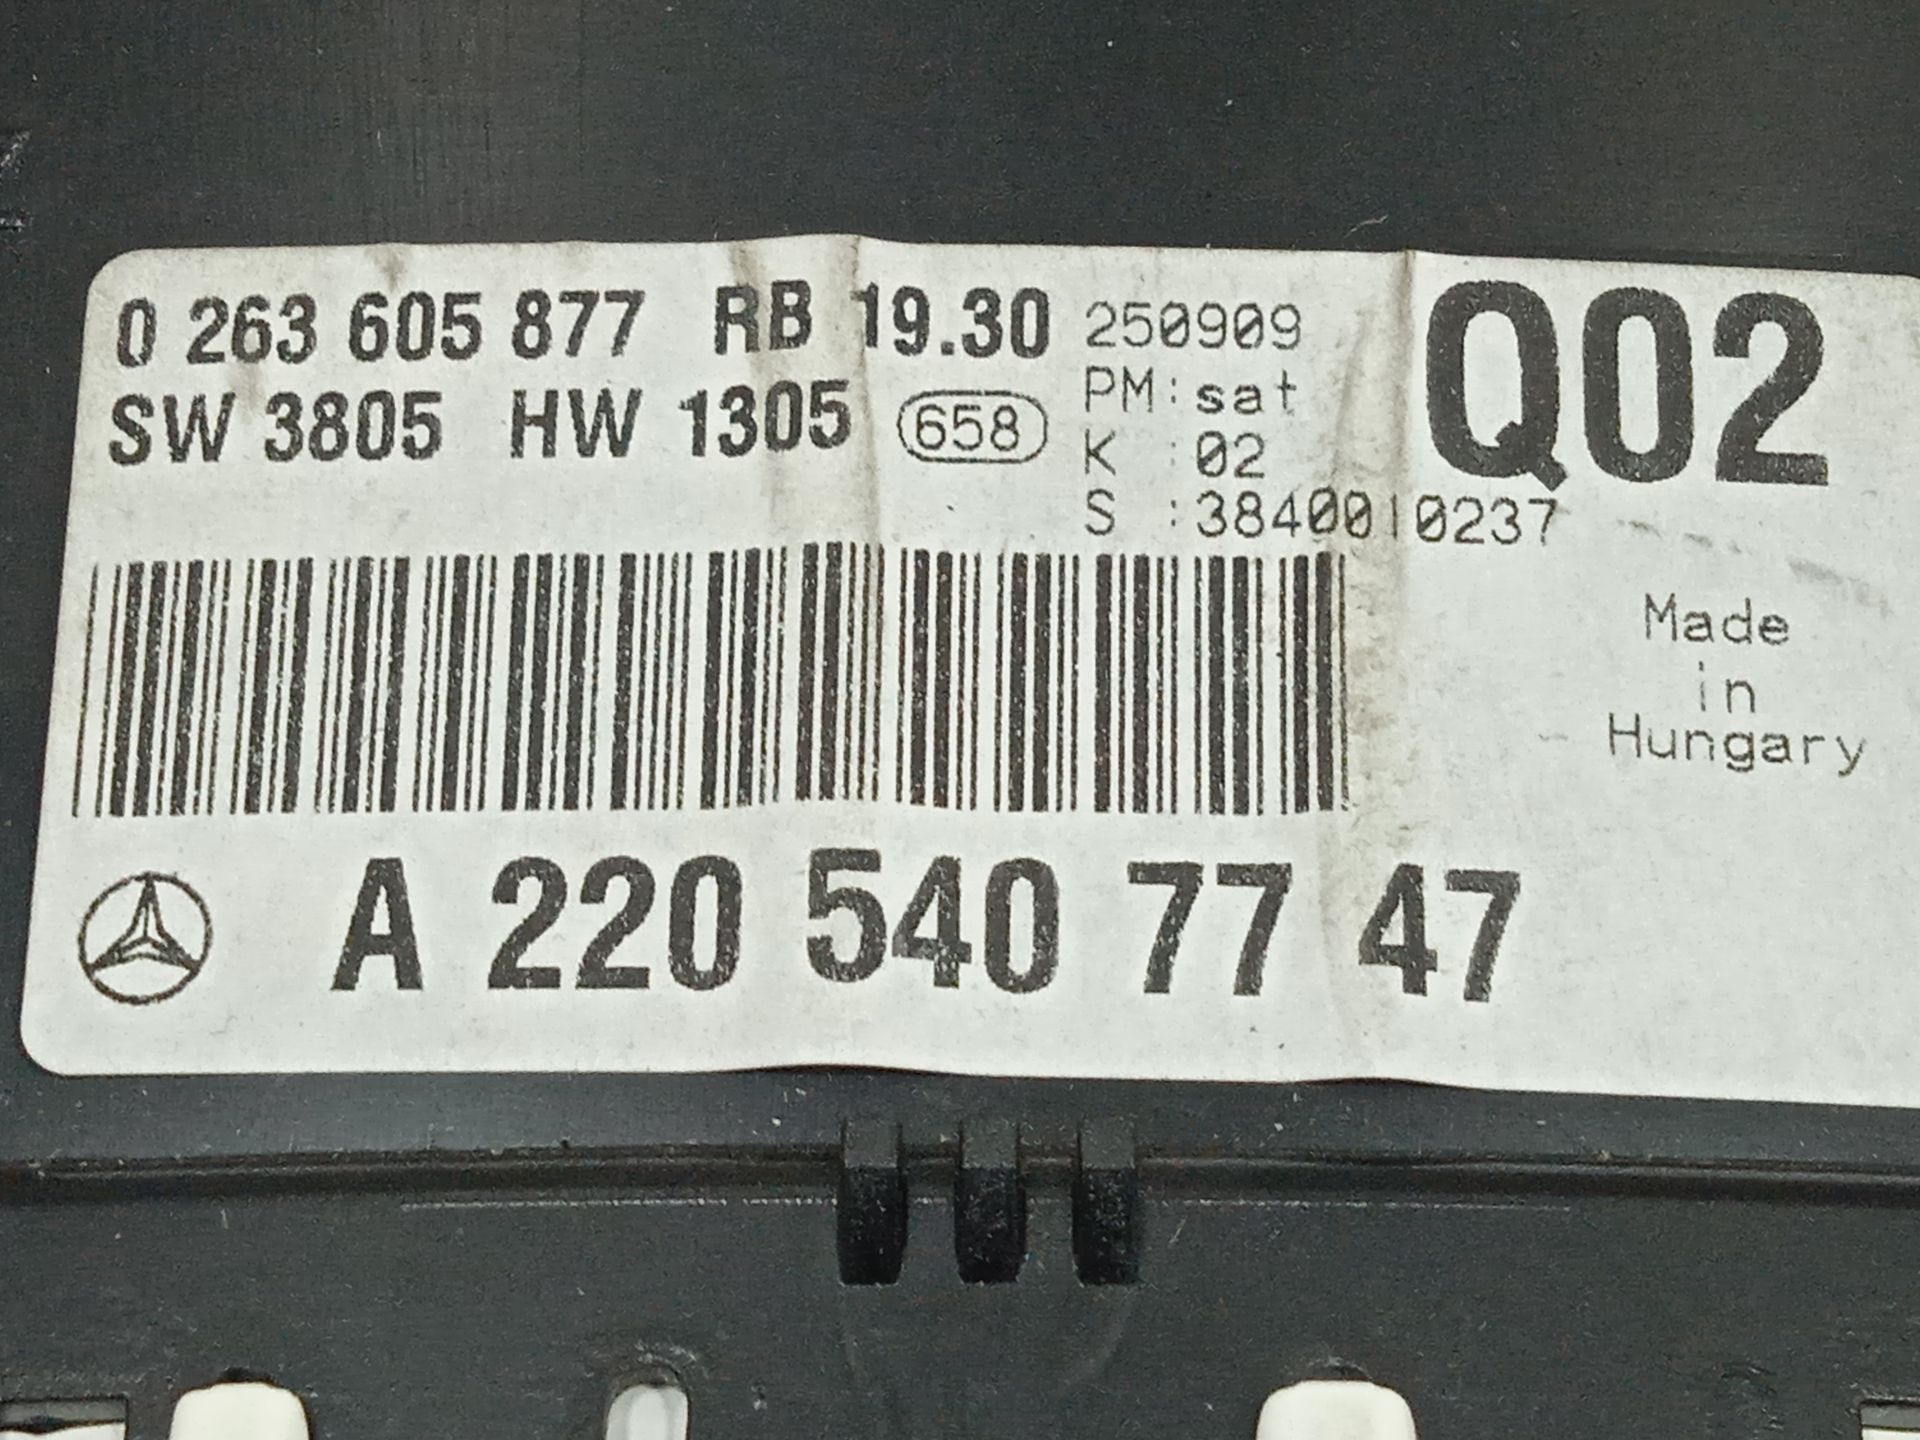 0 263 605 877 RB 19.30 250909 Q02
SW 3805 HW 1305 658 PM: sat
K : 02
S : 3840010237
Made
in
Hungary
A 220 540 77 47